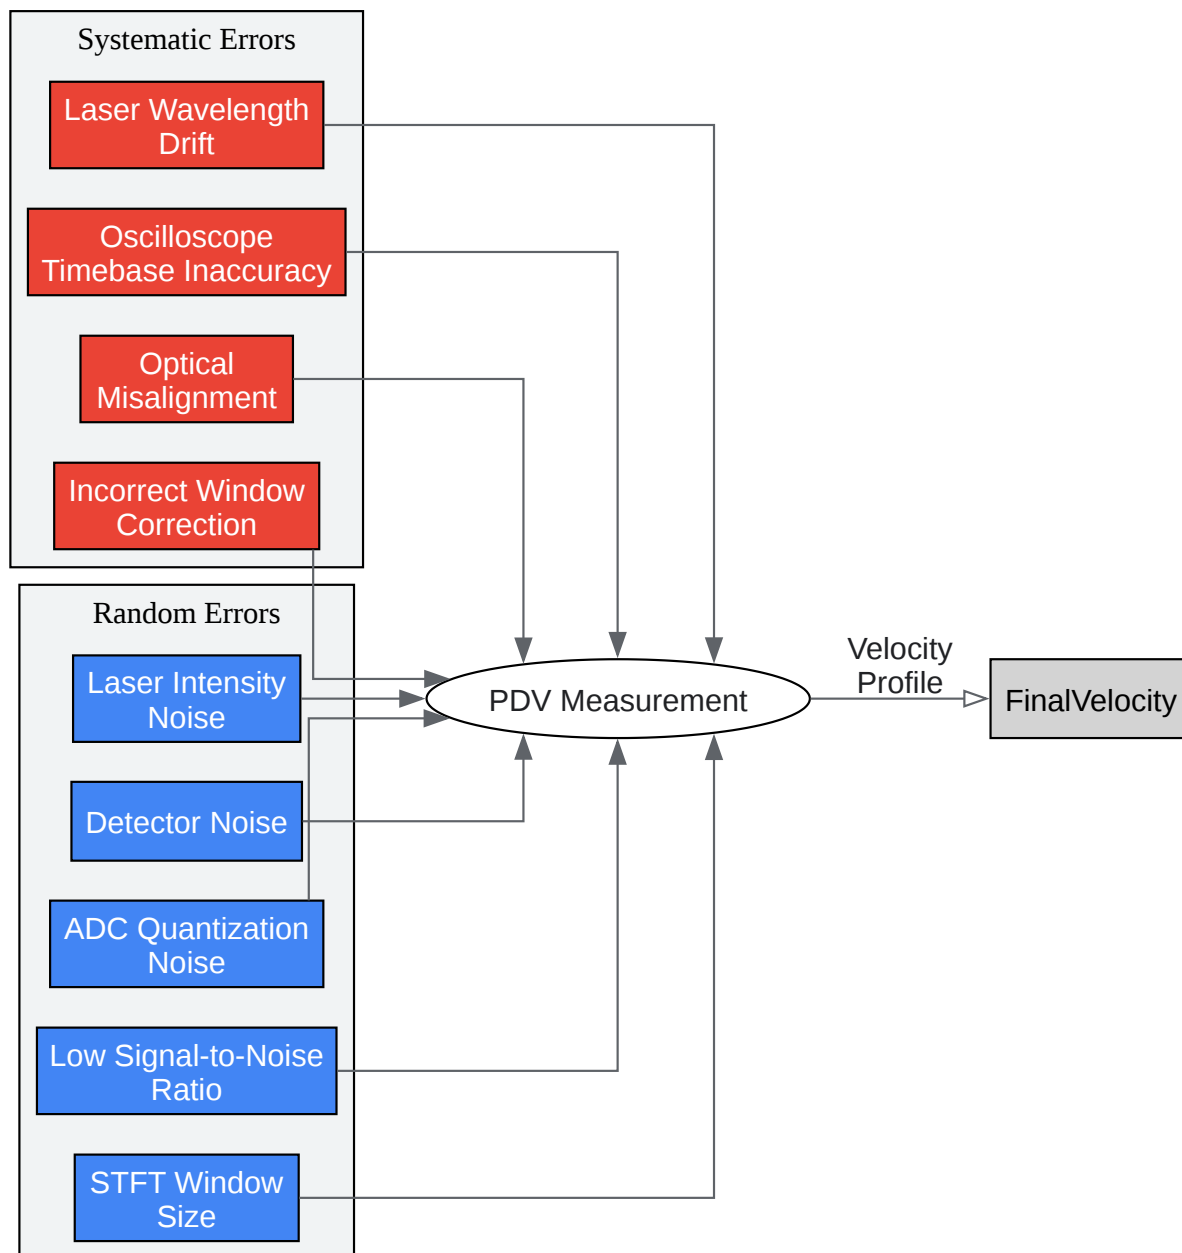 Systematic Errors
Laser Wavelength
Drift
Oscilloscope
Timebase Inaccuracy
Optical
Misalignment
Incorrect Window
Correction
Random Errors
Laser Intensity
Noise
Detector Noise
ADC Quantization
Noise
Low Signal-to-Noise
Ratio
STFT Window
Size
PDV Measurement
Velocity
Profile
FinalVelocity